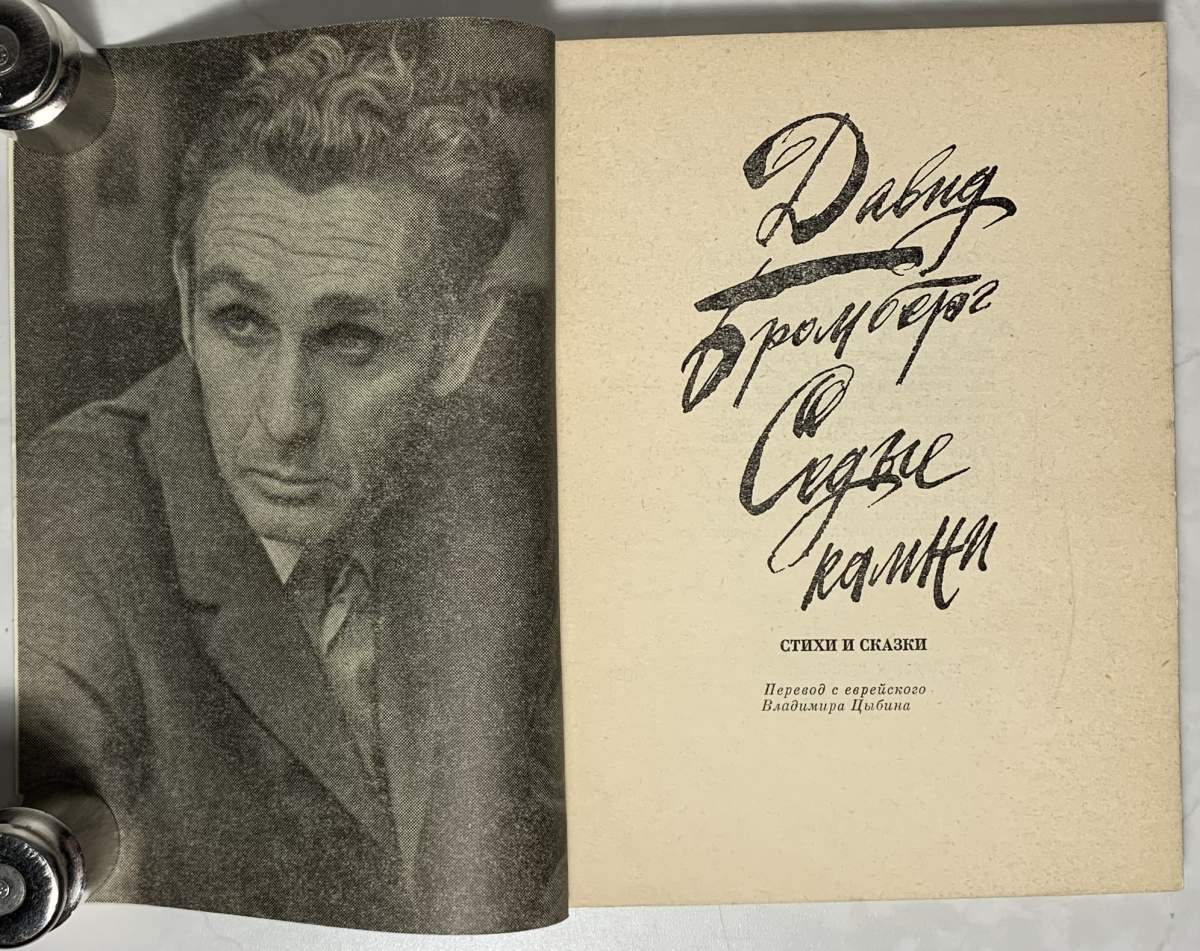 Давид
Бромберг
Седые
камни
СТИХИ И СКАЗКИ
Перевод с еврейского
Владимира Цыбина